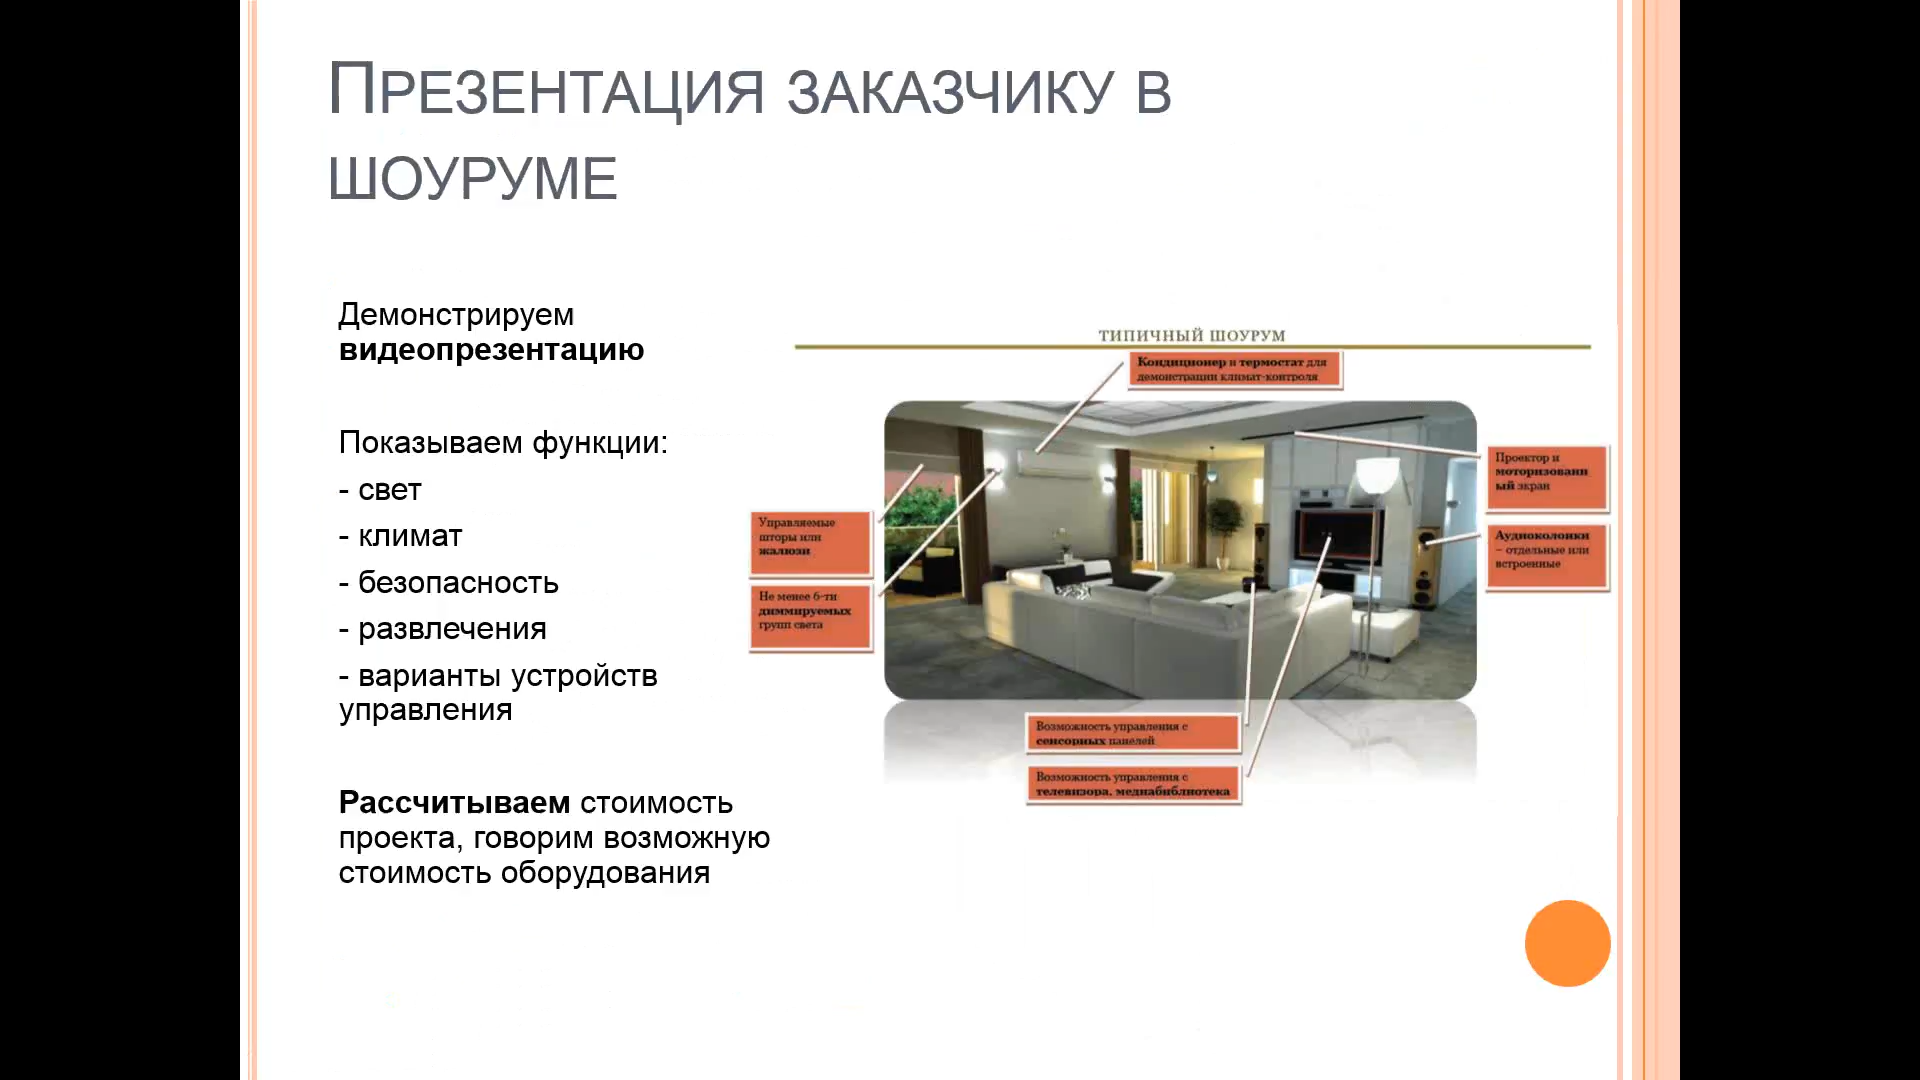 Презентация заказчику в
шоуруме
Демонстрируем
видеопрезентацию
Показываем функции:
- свет
- климат
- безопасность
- развлечения
- варианты устройств
управления
Рассчитываем стоимость
проекта, говорим возможную
стоимость оборудования
ТИПИЧНЫЙ ШОУРУМ
Кондиционер и термостат для
демонстрации климат-контроля
Управляемые
шторы или
жалюзи
Не менее 6-ти
диммируемых
групп света
Проектор и
моторизованн
ый экран
Аудиоколонки
– отдельные или
встроенные
Возможность управления с
сенсорных панелей
Возможность управления с
телевизора, медиабиблиотека